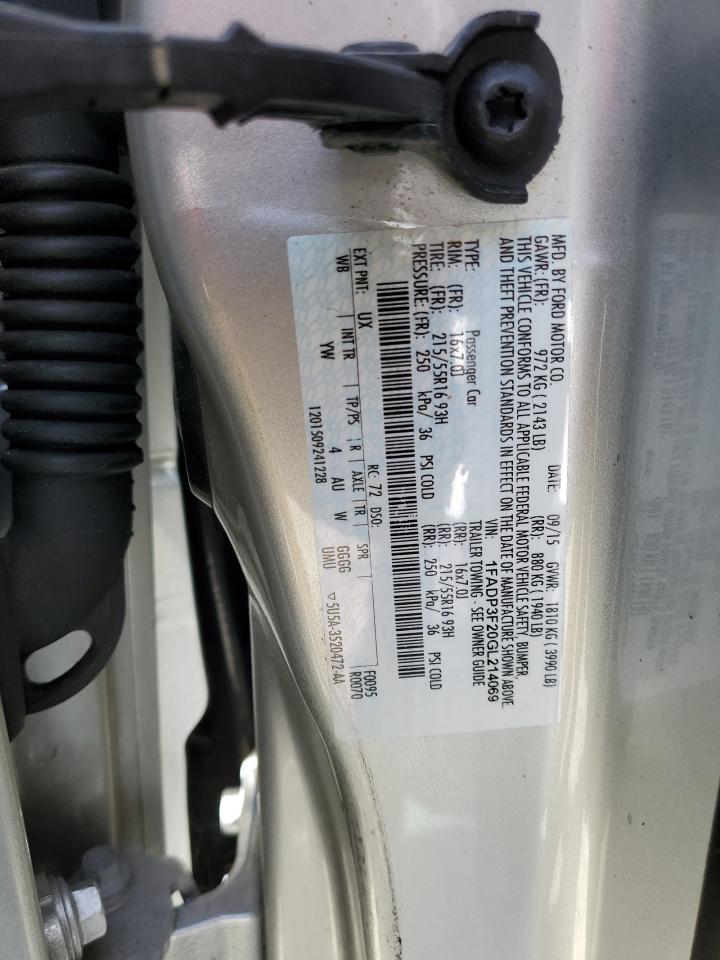 MFD. BY FORD MOTOR CO.
DATE: 09/15 GVWR: 1810 KG ( 3990 LB)
GAWR: (FR): 972 KG ( 2143 LB) (RR): 880 KG ( 1940 LB)
THIS VEHICLE CONFORMS TO ALL APPLICABLE FEDERAL MOTOR VEHICLE SAFETY, BUMPER,
AND THEFT PREVENTION STANDARDS IN EFFECT ON THE DATE OF MANUFACTURE SHOWN ABOVE.
VIN: 1FADP3F20GL214069
TYPE: Passenger Car TRAILER TOWING - SEE OWNER GUIDE
RIM: (FR): 16x7.0J (RR): 16x7.0J
TIRE: (FR): 215/55R16 93H (RR): 215/55R16 93H
PRESSURE: (FR): 250 kPa/ 36 PSI COLD (RR): 250 kPa/ 36 PSI COLD
EXT PNT: UX RC: 72 DSO: F0095
WB INT TR TP/PS R AXLE TR SPR R0070
YW 4 AU W GGGG
1201509241228 UMU ▽5U5A-3520472-AA